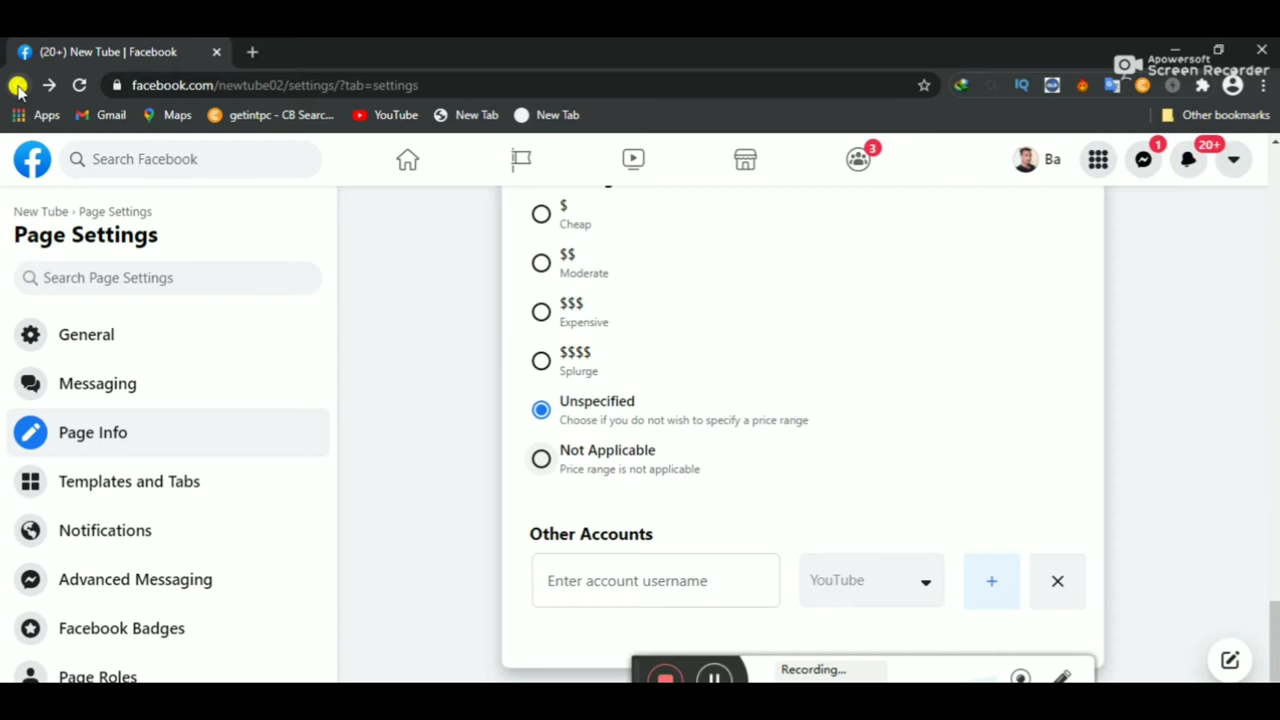 (20+) New Tube | Facebook
Apowersoft
Screen Recorder
facebook.com/newtube02/settings/?tab=settings
IQ
Apps
Gmail
Maps
getintpc - CB Searc...
YouTube
New Tab
New Tab
Other bookmarks
Search Facebook
3
Ba
1
20+
New Tube › Page Settings
Page Settings
Search Page Settings
General
Messaging
Page Info
Templates and Tabs
Notifications
Advanced Messaging
Facebook Badges
Page Roles
$
Cheap
$$
Moderate
$$$
Expensive
$$$$
Splurge
Unspecified
Choose if you do not wish to specify a price range
Not Applicable
Price range is not applicable
Other Accounts
Enter account username
YouTube
Recording...